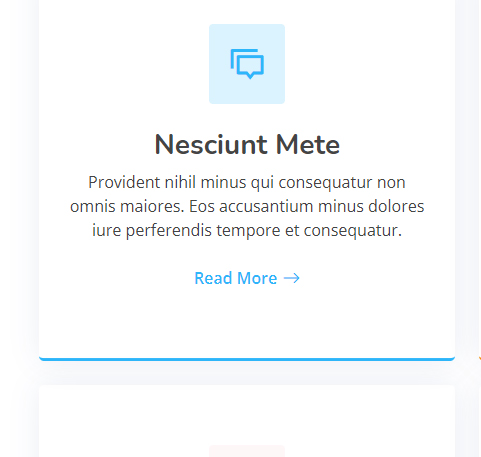 Nesciunt Mete
Provident nihil minus qui consequatur non
omnis maiores. Eos accusantium minus dolores
iure perferendis tempore et consequatur.
Read More →